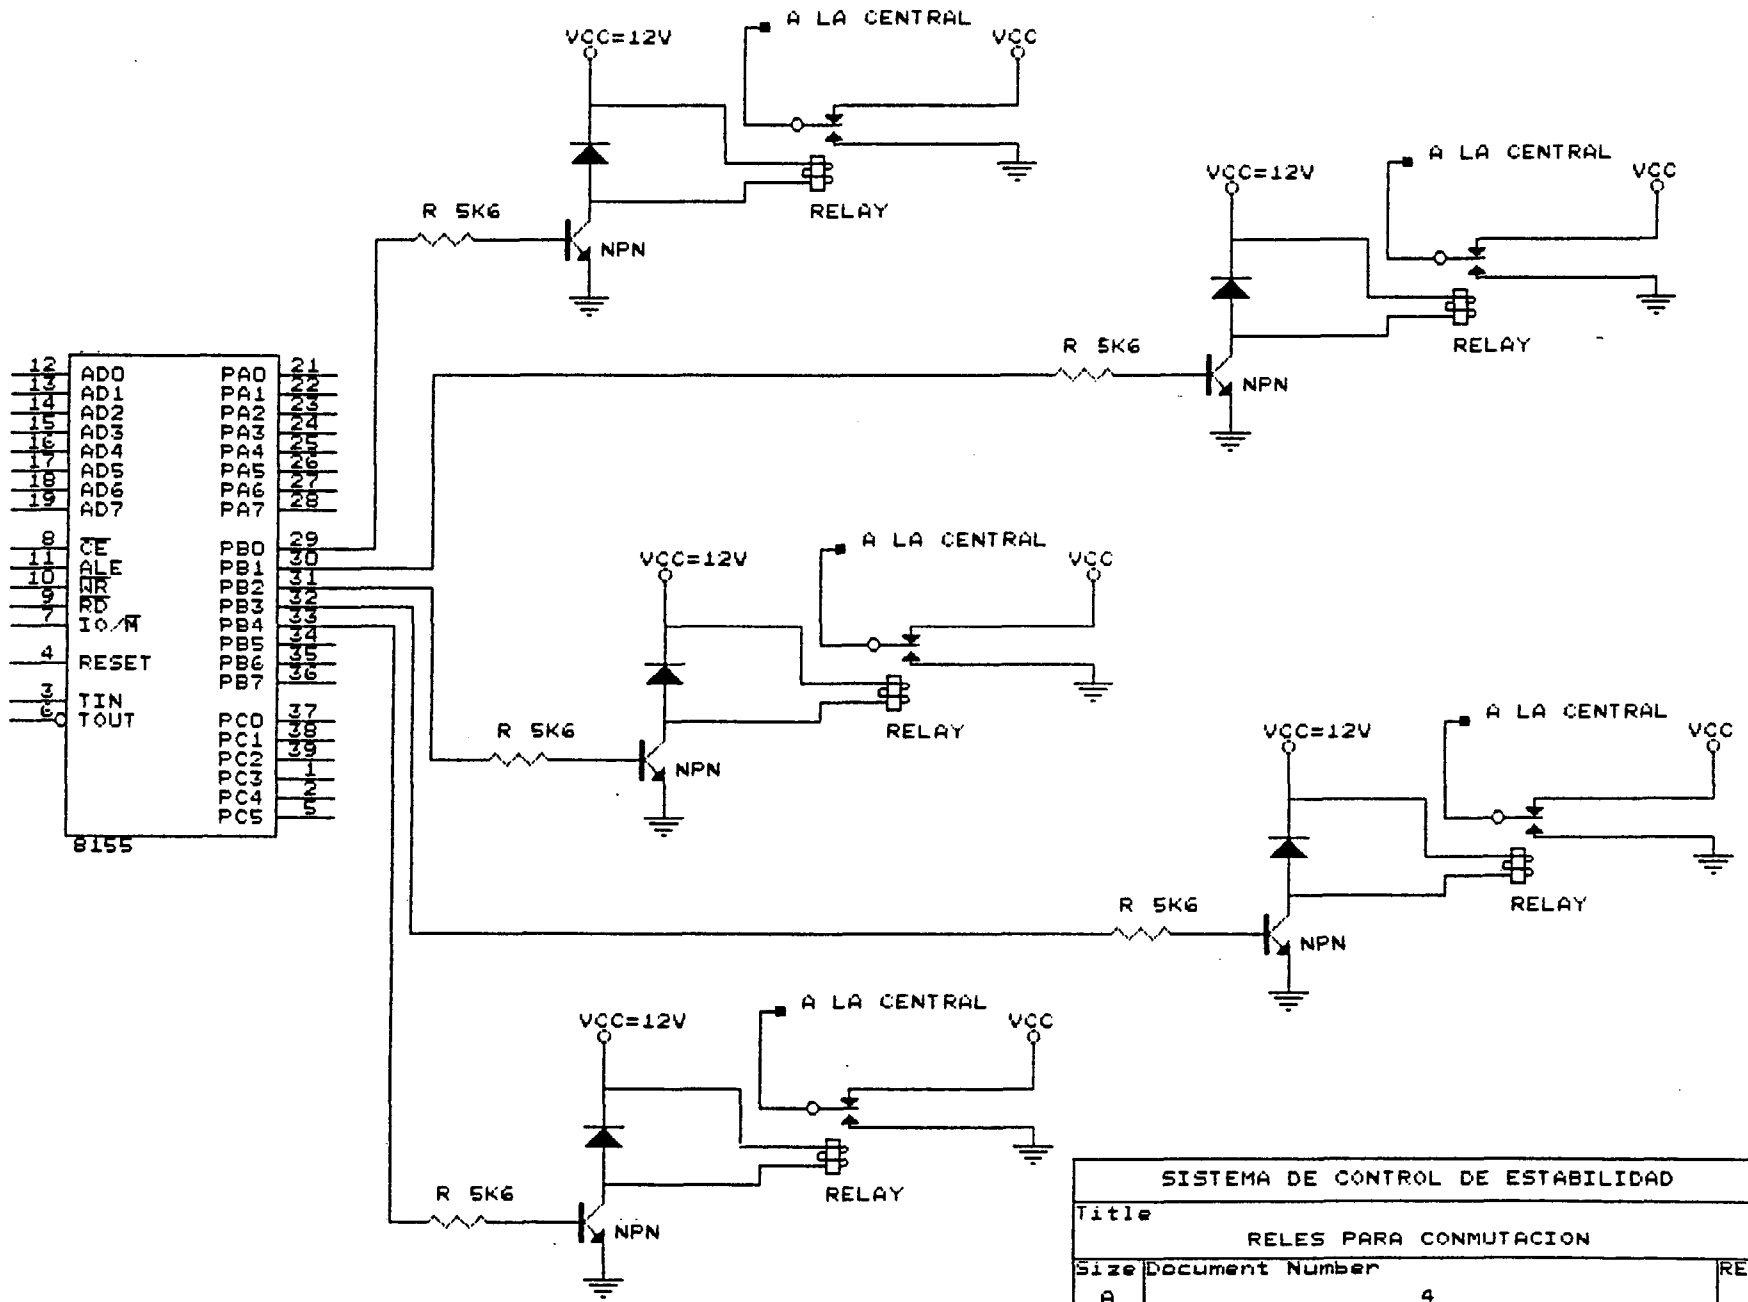 A LA CENTRAL
VCC=12V
VCC
RELAY
R 5K6
NPN
A LA CENTRAL
VCC=12V
VCC
RELAY
R 5K6
NPN
12 AD0 PA0 21
13 AD1 PA1 22
14 AD2 PA2 23
15 AD3 PA3 24
16 AD4 PA4 25
17 AD5 PA5 26
18 AD6 PA6 27
19 AD7 PA7 28
8 CE PB0 29
11 ALE PB1 30
10 WR PB2 31
9 RD PB3 32
7 IO/M PB4 33
PB5 34
4 RESET PB6 35
PB7 36
3 TIN
6 TOUT PC0 37
PC1 38
PC2 39
PC3 1
PC4 2
PC5 5
8155
A LA CENTRAL
VCC=12V
VCC
RELAY
R 5K6
NPN
A LA CENTRAL
VCC=12V
VCC
RELAY
R 5K6
NPN
A LA CENTRAL
VCC=12V
VCC
RELAY
R 5K6
NPN
SISTEMA DE CONTROL DE ESTABILIDAD
Title
RELES PARA CONMUTACION
Size Document Number RE
A 4